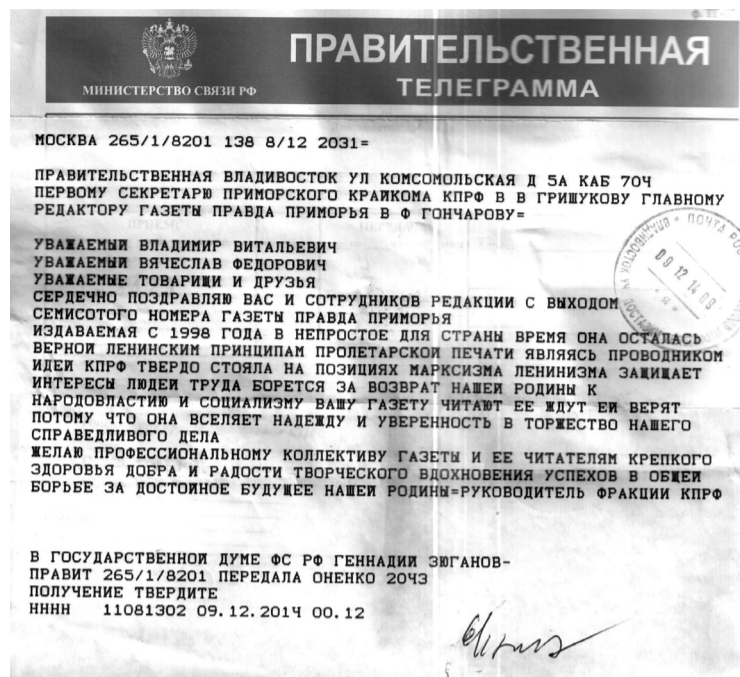 ПРАВИТЕЛЬСТВЕННАЯ
ТЕЛЕГРАММА
МИНИСТЕРСТВО СВЯЗИ РФ
МОСКВА 265/1/8201 138 8/12 2031=
ПРАВИТЕЛЬСТВЕННАЯ ВЛАДИВОСТОК УЛ КОМСОМОЛЬСКАЯ Д 5А КАБ 704
ПЕРВОМУ СЕКРЕТАРЮ ПРИМОРСКОГО КРАЙКОМА КПРФ В В ГРИШУКОВУ ГЛАВНОМУ
РЕДАКТОРУ ГАЗЕТЫ ПРАВДА ПРИМОРЬЯ В Ф ГОНЧАРОВУ=
УВАЖАЕМЫЙ ВЛАДИМИР ВИТАЛЬЕВИЧ
УВАЖАЕМЫЙ ВЯЧЕСЛАВ ФЕДОРОВИЧ
УВАЖАЕМЫЕ ТОВАРИЩИ И ДРУЗЬЯ
СЕРДЕЧНО ПОЗДРАВЛЯЮ ВАС И СОТРУДНИКОВ РЕДАКЦИИ С ВЫХОДОМ
СЕМИСОТОГО НОМЕРА ГАЗЕТЫ ПРАВДА ПРИМОРЬЯ
ИЗДАВАЕМАЯ С 1998 ГОДА В НЕПРОСТОЕ ДЛЯ СТРАНЫ ВРЕМЯ ОНА ОСТАЛАСЬ
ВЕРНОЙ ЛЕНИНСКИМ ПРИНЦИПАМ ПРОЛЕТАРСКОЙ ПЕЧАТИ ЯВЛЯЯСЬ ПРОВОДНИКОМ
ИДЕЙ КПРФ ТВЕРДО СТОЯЛА НА ПОЗИЦИЯХ МАРКСИЗМА ЛЕНИНИЗМА ЗАЩИЩАЕТ
ИНТЕРЕСЫ ЛЮДЕЙ ТРУДА БОРЕТСЯ ЗА ВОЗВРАТ НАШЕЙ РОДИНЫ К
НАРОДОВЛАСТИЮ И СОЦИАЛИЗМУ ВАШУ ГАЗЕТУ ЧИТАЮТ ЕЕ ЖДУТ ЕЙ ВЕРЯТ
ПОТОМУ ЧТО ОНА ВСЕЛЯЕТ НАДЕЖДУ И УВЕРЕННОСТЬ В ТОРЖЕСТВО НАШЕГО
СПРАВЕДЛИВОГО ДЕЛА
ЖЕЛАЮ ПРОФЕССИОНАЛЬНОМУ КОЛЛЕКТИВУ ГАЗЕТЫ И ЕЕ ЧИТАТЕЛЯМ КРЕПКОГО
ЗДОРОВЬЯ ДОБРА И РАДОСТИ ТВОРЧЕСКОГО ВДОХНОВЕНИЯ УСПЕХОВ В ОБЩЕЙ
БОРЬБЕ ЗА ДОСТОЙНОЕ БУДУЩЕЕ НАШЕЙ РОДИНЫ=РУКОВОДИТЕЛЬ ФРАКЦИИ КПРФ
В ГОСУДАРСТВЕННОЙ ДУМЕ ФС РФ ГЕННАДИЙ ЗЮГАНОВ-
ПРАВИТ 265/1/8201 ПЕРЕДАЛА ОНЕНКО 2043
ПОЛУЧЕНИЕ ТВЕРДИТЕ
НННН 11081302 09.12.2014 00.12
ПОЧТА
ВЛАДИВОСТОК
09 12 14 09